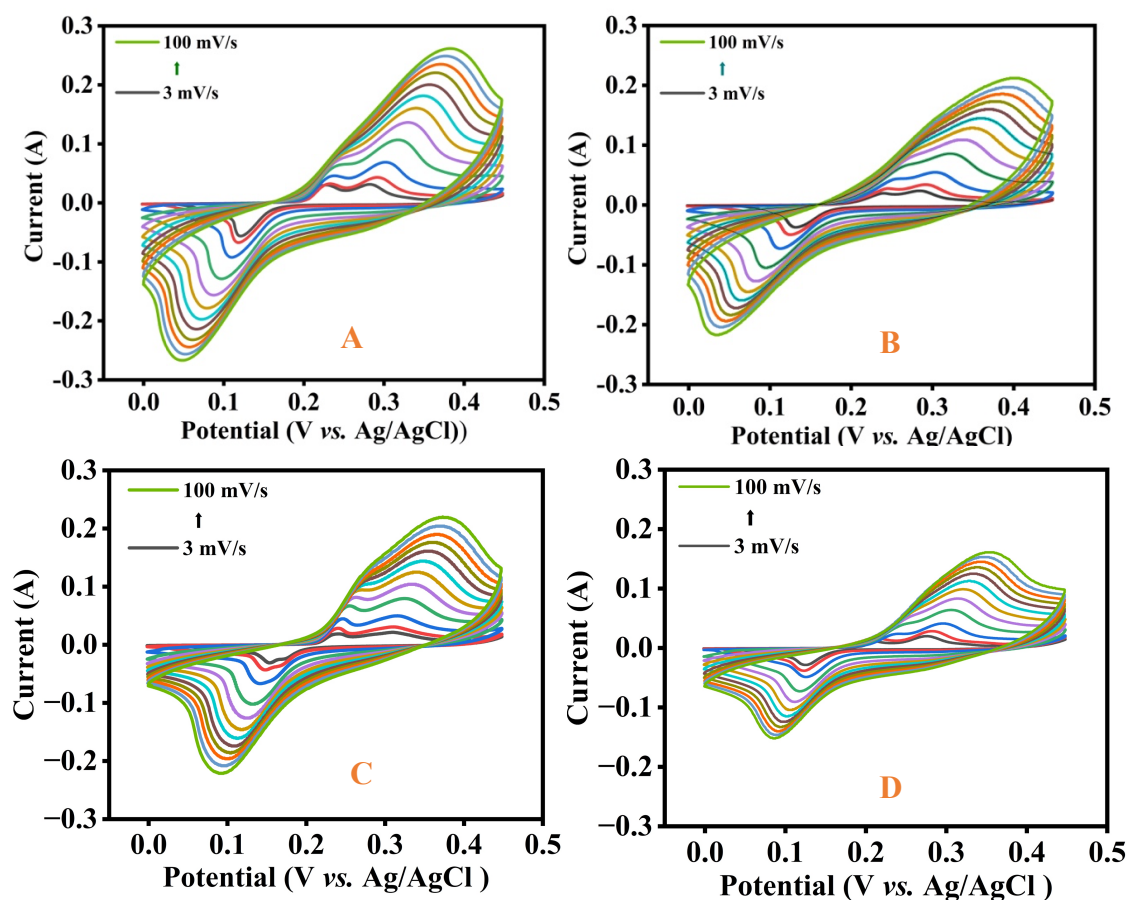 0.3
0.2
0.1
0.0
-0.1
-0.2
-0.3
Current (A)
100 mV/s
3 mV/s
A
0.0 0.1 0.2 0.3 0.4 0.5
Potential (V vs. Ag/AgCl))
0.3
0.2
0.1
0.0
-0.1
-0.2
-0.3
Current (A)
100 mV/s
3 mV/s
B
0.0 0.1 0.2 0.3 0.4 0.5
Potential (V vs. Ag/AgCl)
0.3
0.2
0.1
0.0
−0.1
−0.2
−0.3
Current (A)
100 mV/s
3 mV/s
C
0.0 0.1 0.2 0.3 0.4 0.5
Potential (V vs. Ag/AgCl )
0.3
0.2
0.1
0.0
−0.1
−0.2
−0.3
Current (A)
100 mV/s
3 mV/s
D
0.0 0.1 0.2 0.3 0.4 0.5
Potential (V vs. Ag/AgCl )